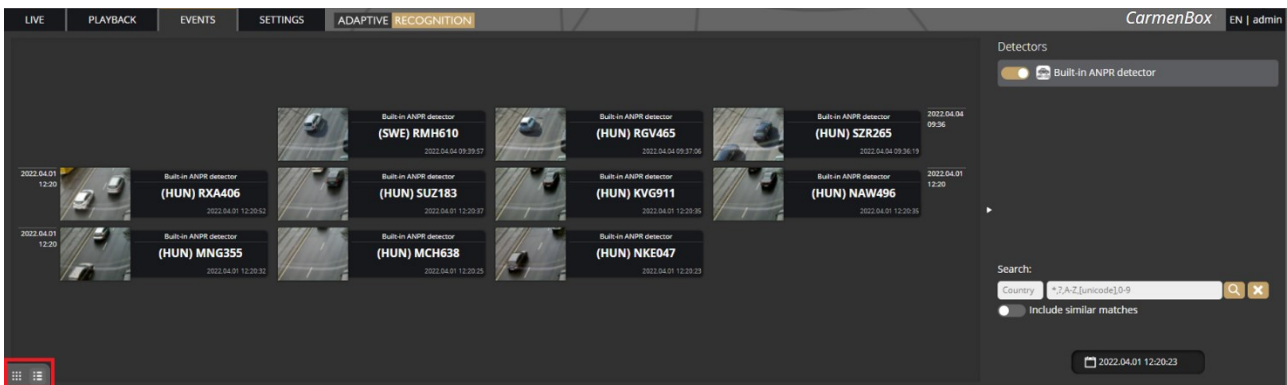 LIVE PLAYBACK EVENTS SETTINGS ADAPTIVE RECOGNITION CarmenBox EN | admin
Detectors
Built-in ANPR detector
Built-in ANPR detector Built-in ANPR detector Built-in ANPR detector 2022.04.04
(SWE) RMH610 (HUN) RGV465 (HUN) SZR265 09:36
2022.04.04 09:39:57 2022.04.04 09:37:06 2022.04.04 09:36:19
2022.04.01 Built-in ANPR detector Built-in ANPR detector Built-in ANPR detector Built-in ANPR detector 2022.04.01
12:20 (HUN) RXA406 (HUN) SUZ183 (HUN) KVG911 (HUN) NAW496 12:20
2022.04.01 12:20:52 2022.04.01 12:20:37 2022.04.01 12:20:35 2022.04.01 12:20:35
2022.04.01 Built-in ANPR detector Built-in ANPR detector Built-in ANPR detector
12:20 (HUN) MNG355 (HUN) MCH638 (HUN) NKE047
2022.04.01 12:20:32 2022.04.01 12:20:25 2022.04.01 12:20:23
Search:
Country *,?,A-Z,[unicode],0-9
Include similar matches
2022.04.01 12:20:23